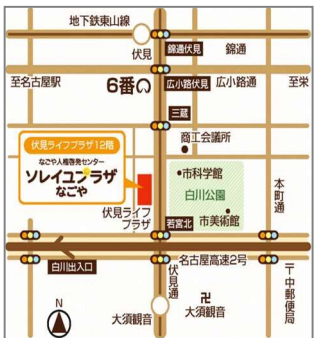 地下鉄東山線
伏見
錦通伏見
錦通
至名古屋駅
6番
広小路伏見
広小路通
至栄
三蔵
商工会議所
伏見ライフプラザ12階
なごや人権啓発センター
ソレイユプラザ
なごや
市科学館
白川公園
市美術館
本町通
伏見ライフ
プラザ
若宮北
白川出入口
名古屋高速2号
伏見通
〒中郵便局
N
卍
大須観音
大須観音